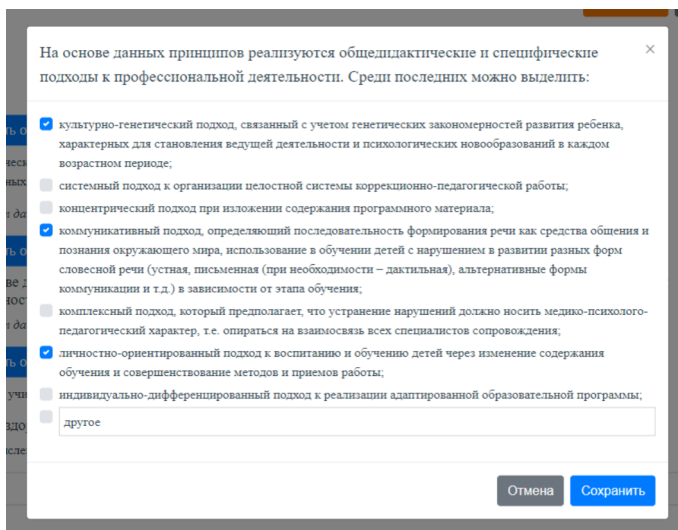 На основе данных принципов реализуются общедидактические и специфические
×
подходы к профессиональной деятельности. Среди последних можно выделить:
культурно-генетический подход, связанный с учетом генетических закономерностей развития ребенка,
характерных для становления ведущей деятельности и психологических новообразований в каждом
возрастном периоде;
системный подход к организации целостной системы коррекционно-педагогической работы;
концентрический подход при изложении содержания программного материала;
коммуникативный подход, определяющий последовательность формирования речи как средства общения и
познания окружающего мира, использование в обучении детей с нарушением в развитии разных форм
словесной речи (устная, письменная (при необходимости – дактильная), альтернативные формы
коммуникации и т.д.) в зависимости от этапа обучения;
комплексный подход, который предполагает, что устранение нарушений должно носить медико-психолого-
педагогический характер, т.е. опираться на взаимосвязь всех специалистов сопровождения;
личностно-ориентированный подход к воспитанию и обучению детей через изменение содержания
обучения и совершенствование методов и приемов работы;
индивидуально-дифференцированный подход к реализации адаптированной образовательной программы;
другое
Отмена Сохранить